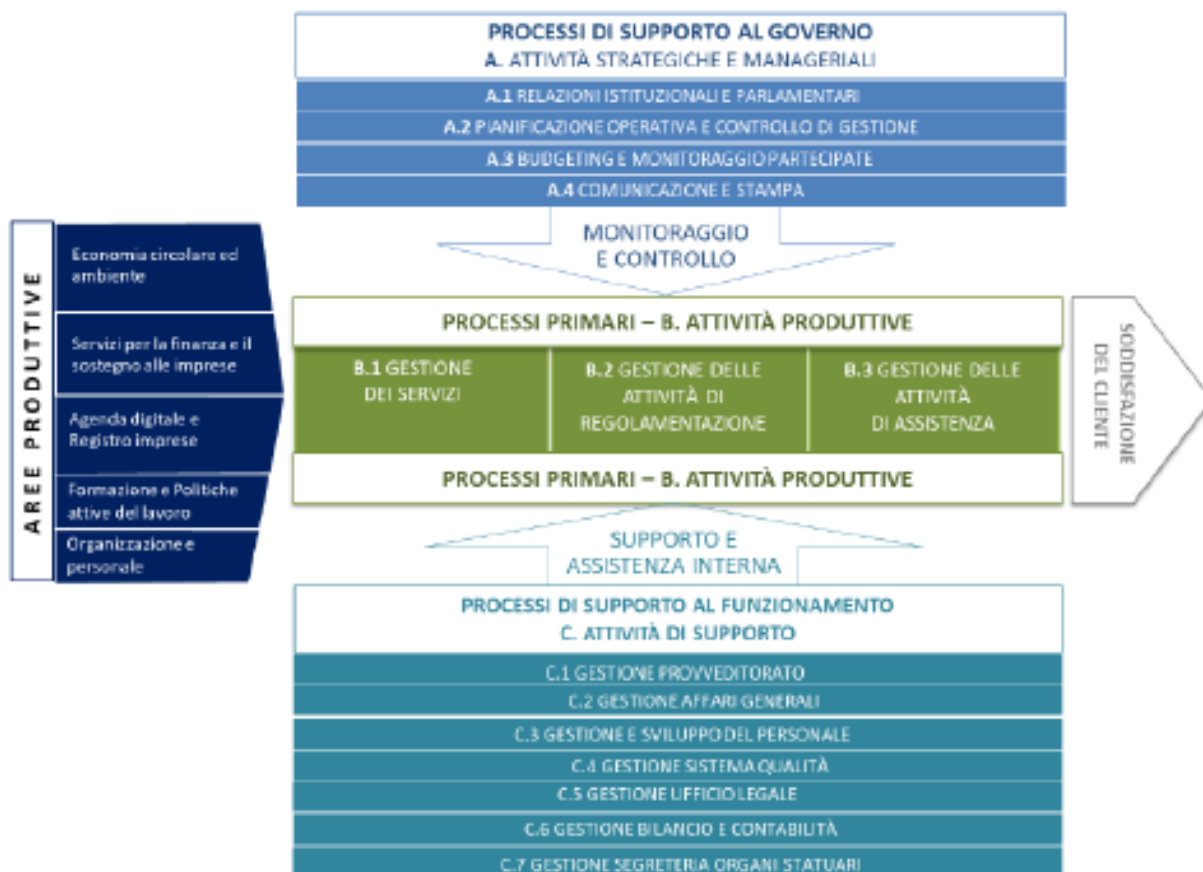 PROCESSI DI SUPPORTO AL GOVERNO
A. ATTIVITÀ STRATEGICHE E MANAGERIALI
A.1 RELAZIONI ISTITUZIONALI E PARLAMENTARI
A.2 PIANIFICAZIONE OPERATIVA E CONTROLLO DI GESTIONE
A.3 BUDGETING E MONITORAGGIO PARTECIPATE
A.4 COMUNICAZIONE E STAMPA
MONITORAGGIO
E CONTROLLO
AREE PRODUTTIVE
Economia circolare ed
ambiente
Servizi per la finanza e il
sostegno alle imprese
Agenda digitale e
Registro imprese
Formazione e Politiche
attive del lavoro
Organizzazione e
personale
PROCESSI PRIMARI – B. ATTIVITÀ PRODUTTIVE
B.1 GESTIONE
DEI SERVIZI
B.2 GESTIONE DELLE
ATTIVITÀ DI
REGOLAMENTAZIONE
B.3 GESTIONE DELLE
ATTIVITÀ
DI ASSISTENZA
PROCESSI PRIMARI – B. ATTIVITÀ PRODUTTIVE
SODDISFAZIONE
DEL CLIENTE
SUPPORTO E
ASSISTENZA INTERNA
PROCESSI DI SUPPORTO AL FUNZIONAMENTO
C. ATTIVITÀ DI SUPPORTO
C.1 GESTIONE PROVVEDITORATO
C.2 GESTIONE AFFARI GENERALI
C.3 GESTIONE E SVILUPPO DEL PERSONALE
C.4 GESTIONE SISTEMA QUALITÀ
C.5 GESTIONE UFFICIO LEGALE
C.6 GESTIONE BILANCIO E CONTABILITÀ
C.7 GESTIONE SEGRETERIA ORGANI STATUARI